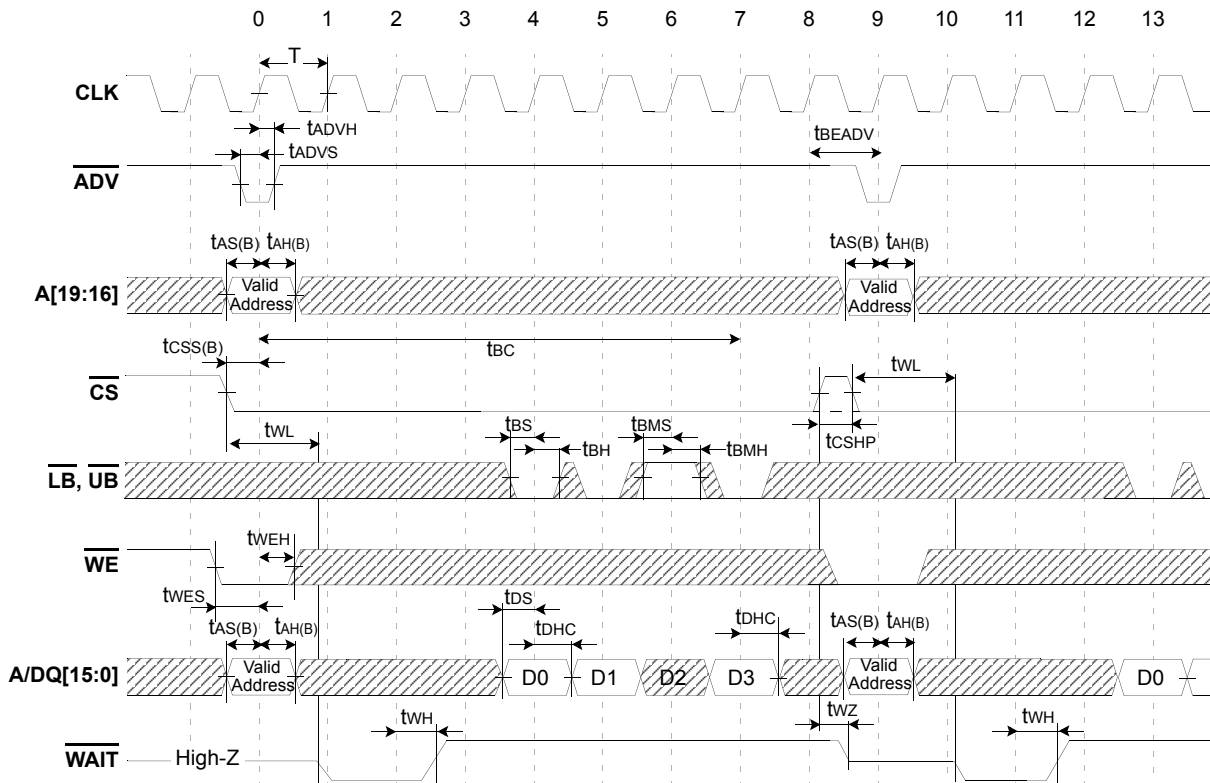 0 1 2 3 4 5 6 7 8 9 10 11 12 13
T
CLK
tADVH
tBEADV
tADVS
ADV
tAS(B) tAH(B) tAS(B) tAH(B)
Valid Address Valid Address
A[19:16]
tCSS(B)
tBC
tWL
CS
tBS tBMS
tWL tBH tBMH tCSHP
LB, UB
tWEH
WE
tWES tDS
tAS(B) tAH(B) tDHC tDHC tAS(B) tAH(B)
A/DQ[15:0] Valid Address D0 D1 D2 D3 Valid Address D0
tWH tWZ tWH
WAIT High-Z